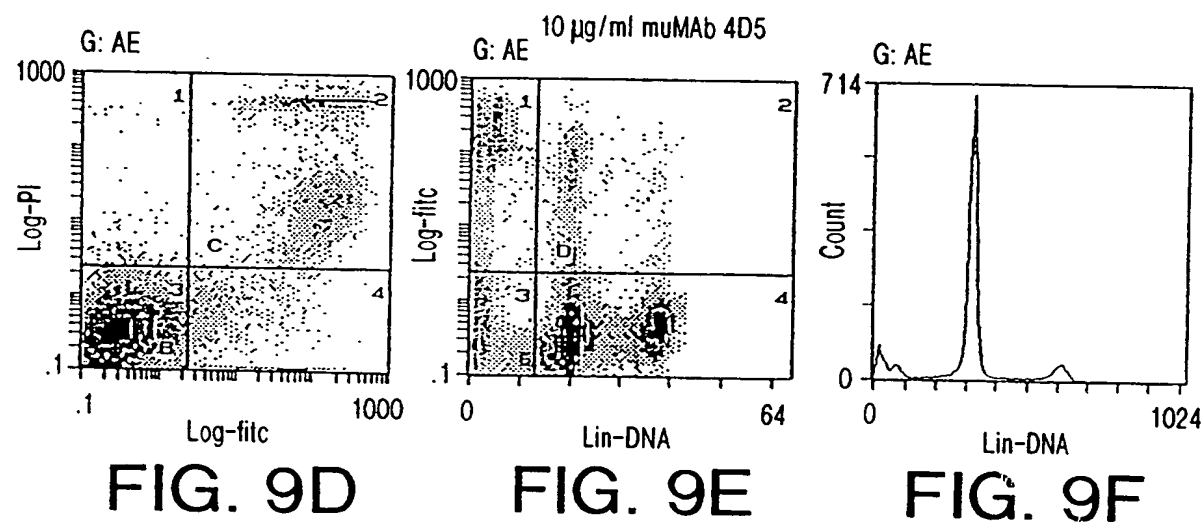 10 µg/ml muMAb 4D5
G: AE
1000
1
2
Log-PI
C
3
4
B
.1
.1
1000
Log-fitc
FIG. 9D
G: AE
1000
1
2
Log-fitc
D
3
4
E
.1
0
64
Lin-DNA
FIG. 9E
G: AE
714
Count
0
0
1024
Lin-DNA
FIG. 9F